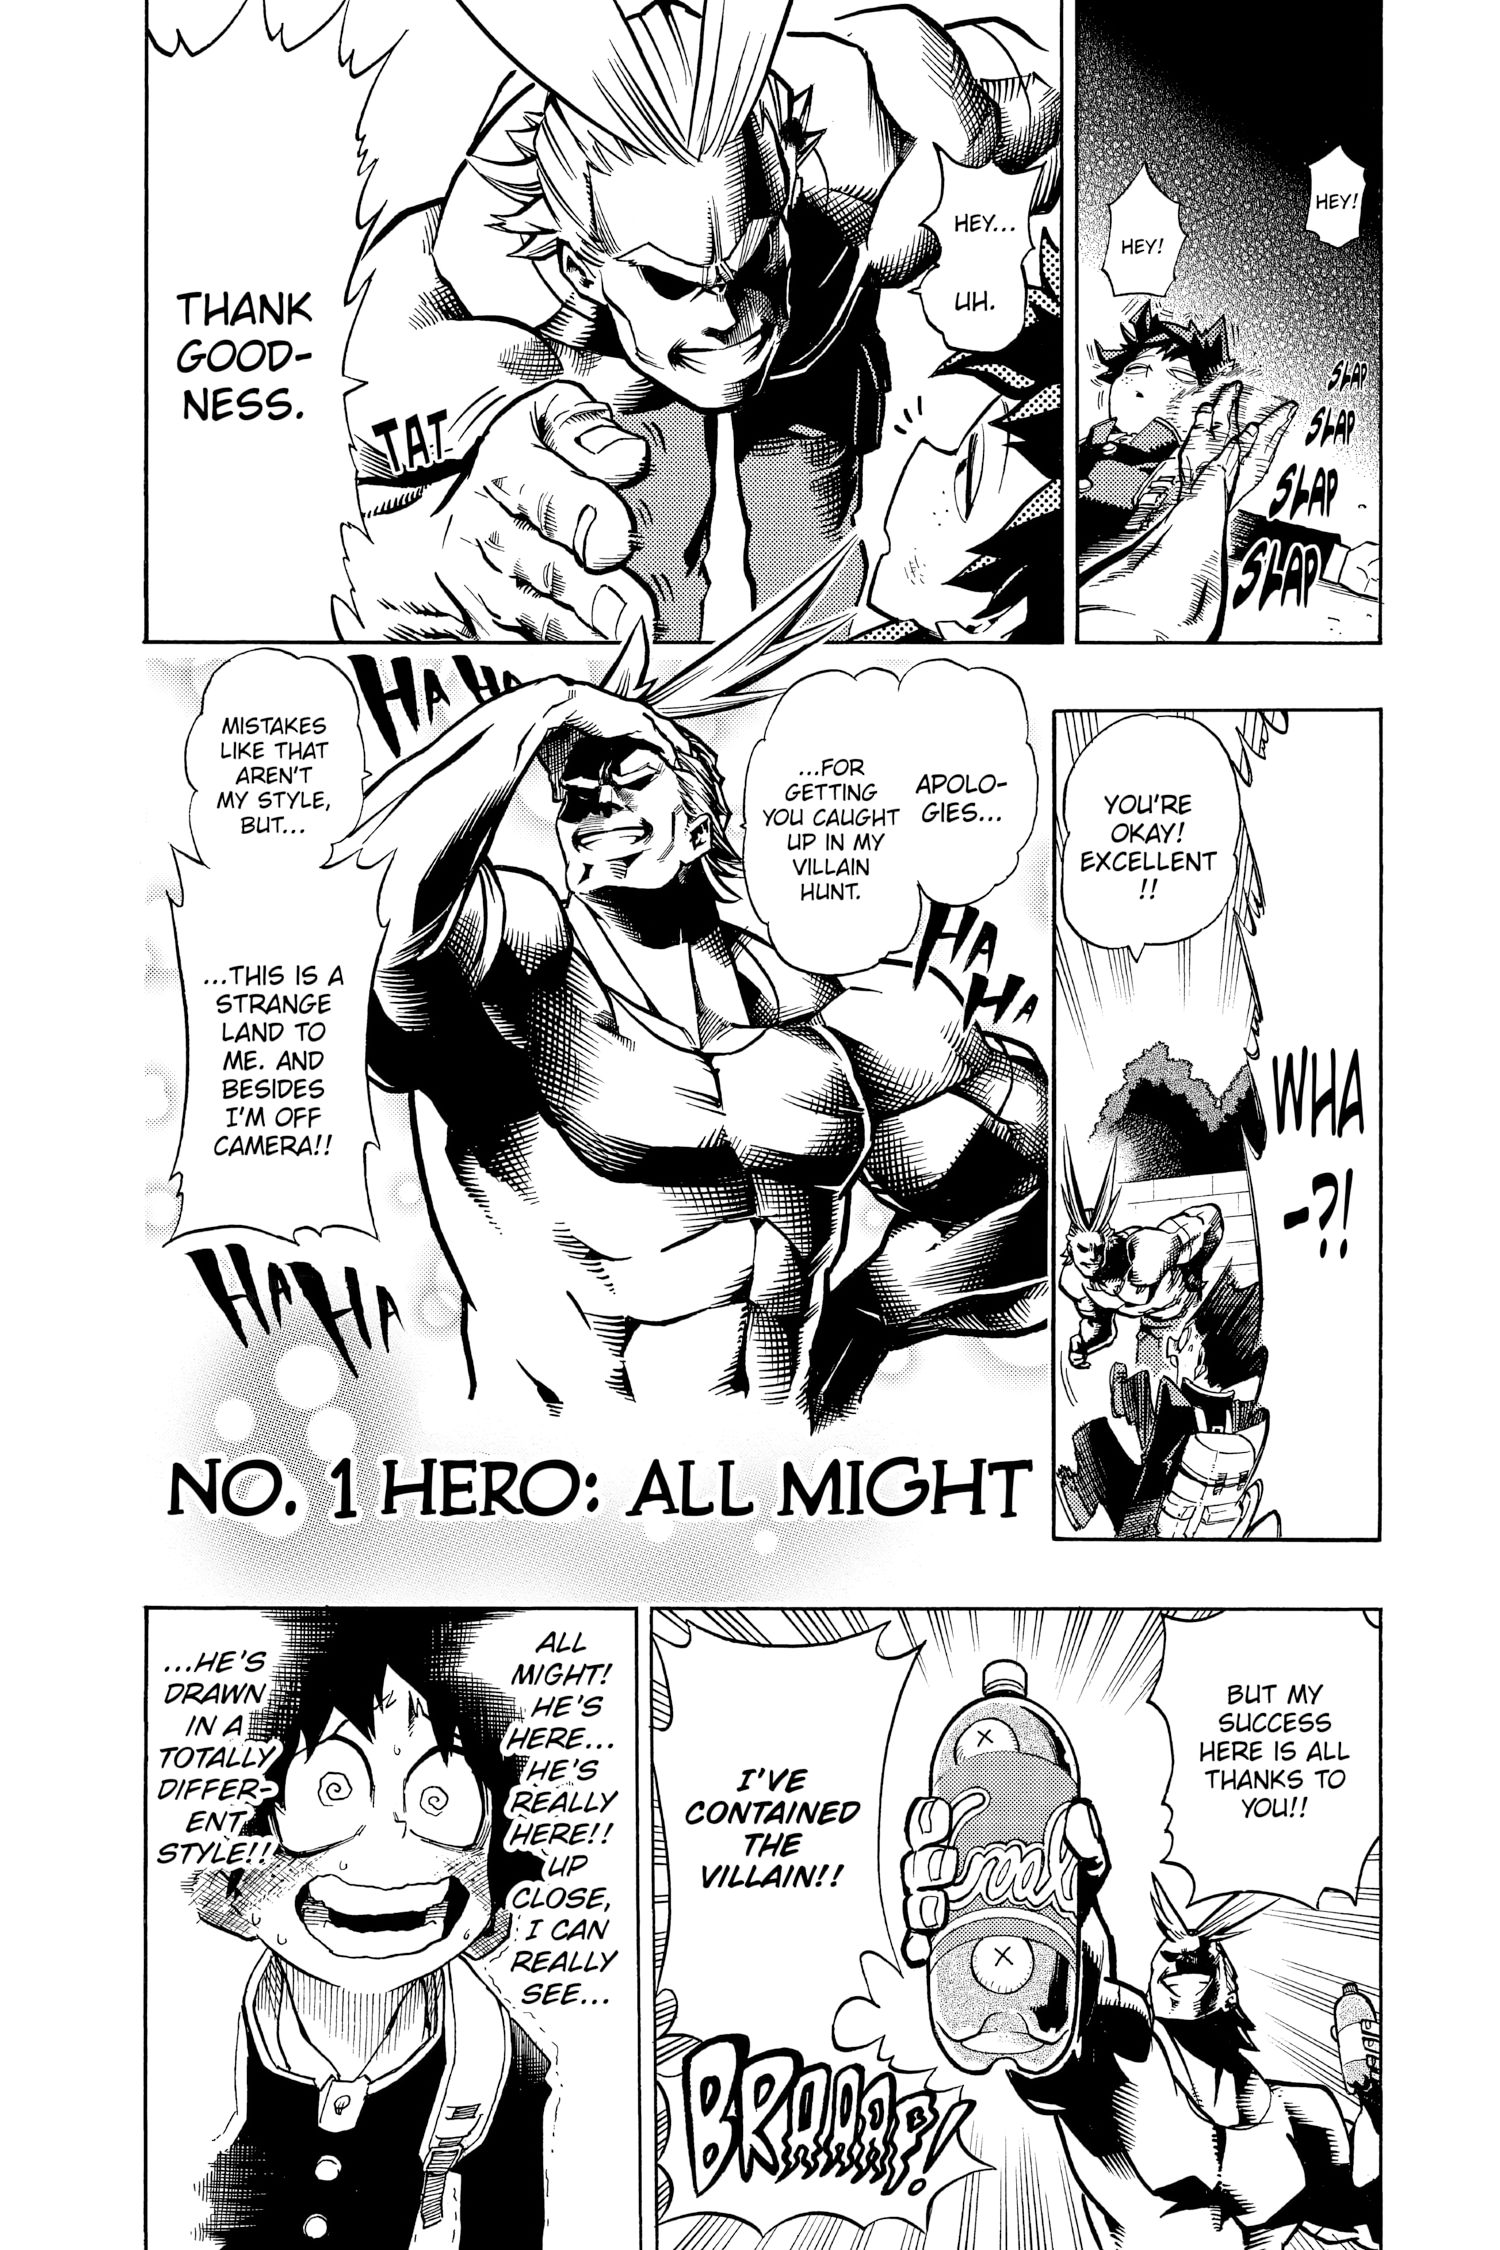 HEY!
HEY!
SLAP
SLAP
SLAP
SLAP
HEY...
UH.
TAT
THANK
GOOD-
NESS.
YOU'RE
OKAY!
EXCELLENT
!!
WHA
-?!
APOLO-
GIES...
...FOR
GETTING
YOU CAUGHT
UP IN MY
VILLAIN
HUNT.
HA
HA
HA HA
MISTAKES
LIKE THAT
AREN'T
MY STYLE,
BUT...
...THIS IS A
STRANGE
LAND TO
ME. AND
BESIDES
I'M OFF
CAMERA!!
HA HA
NO. 1 HERO: ALL MIGHT
BUT MY
SUCCESS
HERE IS ALL
THANKS TO
YOU!!
I'VE
CONTAINED
THE
VILLAIN!!
BRAAAP!
ALL
MIGHT!
HE'S
HERE...
HE'S
REALLY
HERE!!
UP
CLOSE,
I CAN
REALLY
SEE...
...HE'S
DRAWN
IN A
TOTALLY
DIFFER-
ENT
STYLE!!